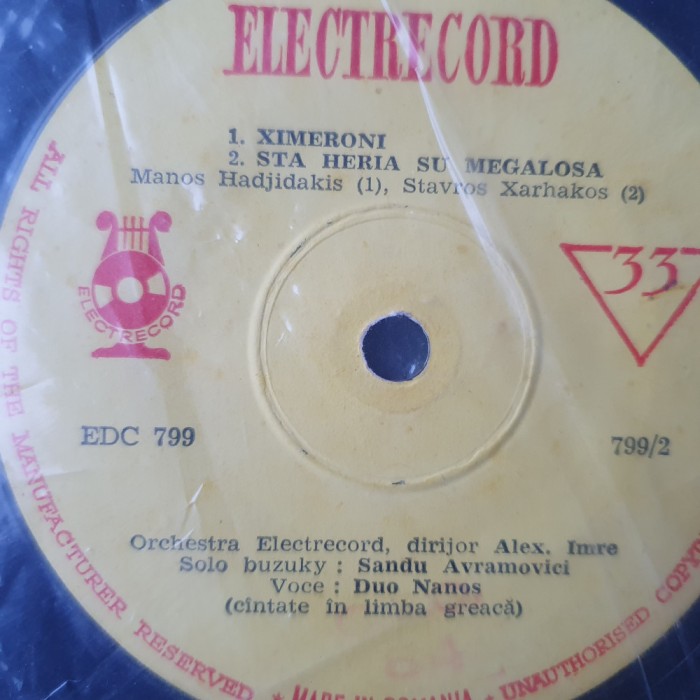 ELECTRECORD
1. XIMERONI
2. STA HERIA SU MEGALOSA
Manos Hadjidakis (1), Stavros Xarhakos (2)
ELECTRECORD
33
EDC 799
799/2
Orchestra Electrecord, dirijor Alex. Imre
Solo buzuky : Sandu Avramovici
Voce : Duo Nanos
(cîntate în limba greacă)
ALL RIGHTS OF THE MANUFACTURER RESERVED ★ MADE IN ROMANIA ★ UNAUTHORISED